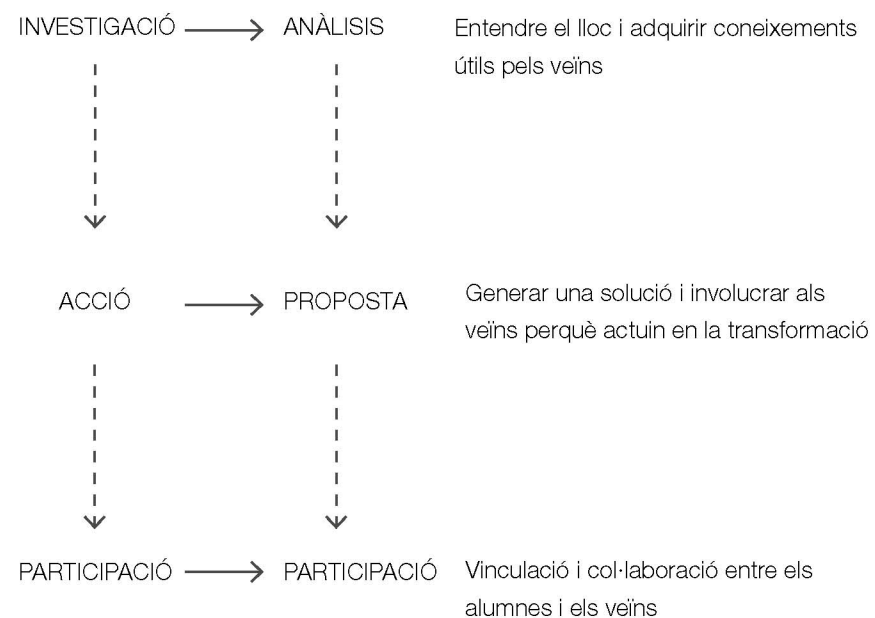 INVESTIGACIÓ ANÀLISIS Entendre el lloc i adquirir coneixements
útils pels veïns
ACCIÓ PROPOSTA Generar una solució i involucrar als
veïns perquè actuin en la transformació
PARTICIPACIÓ PARTICIPACIÓ Vinculació i col·laboració entre els
alumnes i els veïns